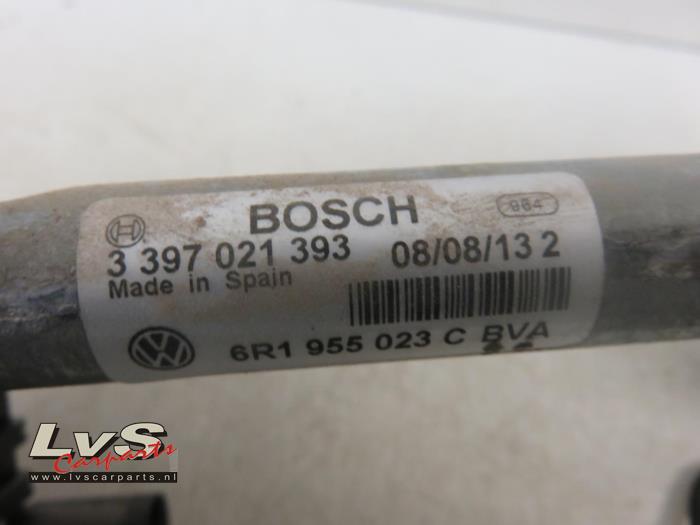 BOSCH
964
3 397 021 393
08/08/13 2
Made in Spain
6R1 955 023 C BVA
LvS
Carparts
www.lvscarparts.nl